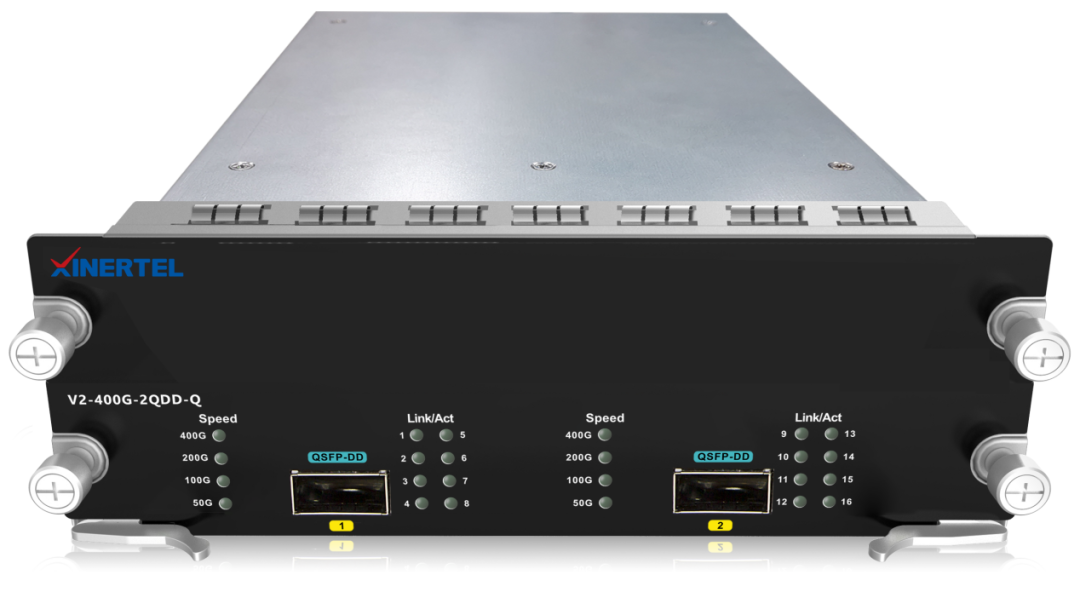 XINERTEL
V2-400G-2QDD-Q
Speed
400G
200G
100G
50G
QSFP-DD
1
Link/Act
1 5
2 6
3 7
4 8
Speed
400G
200G
100G
50G
QSFP-DD
2
Link/Act
9 13
10 14
11 15
12 16